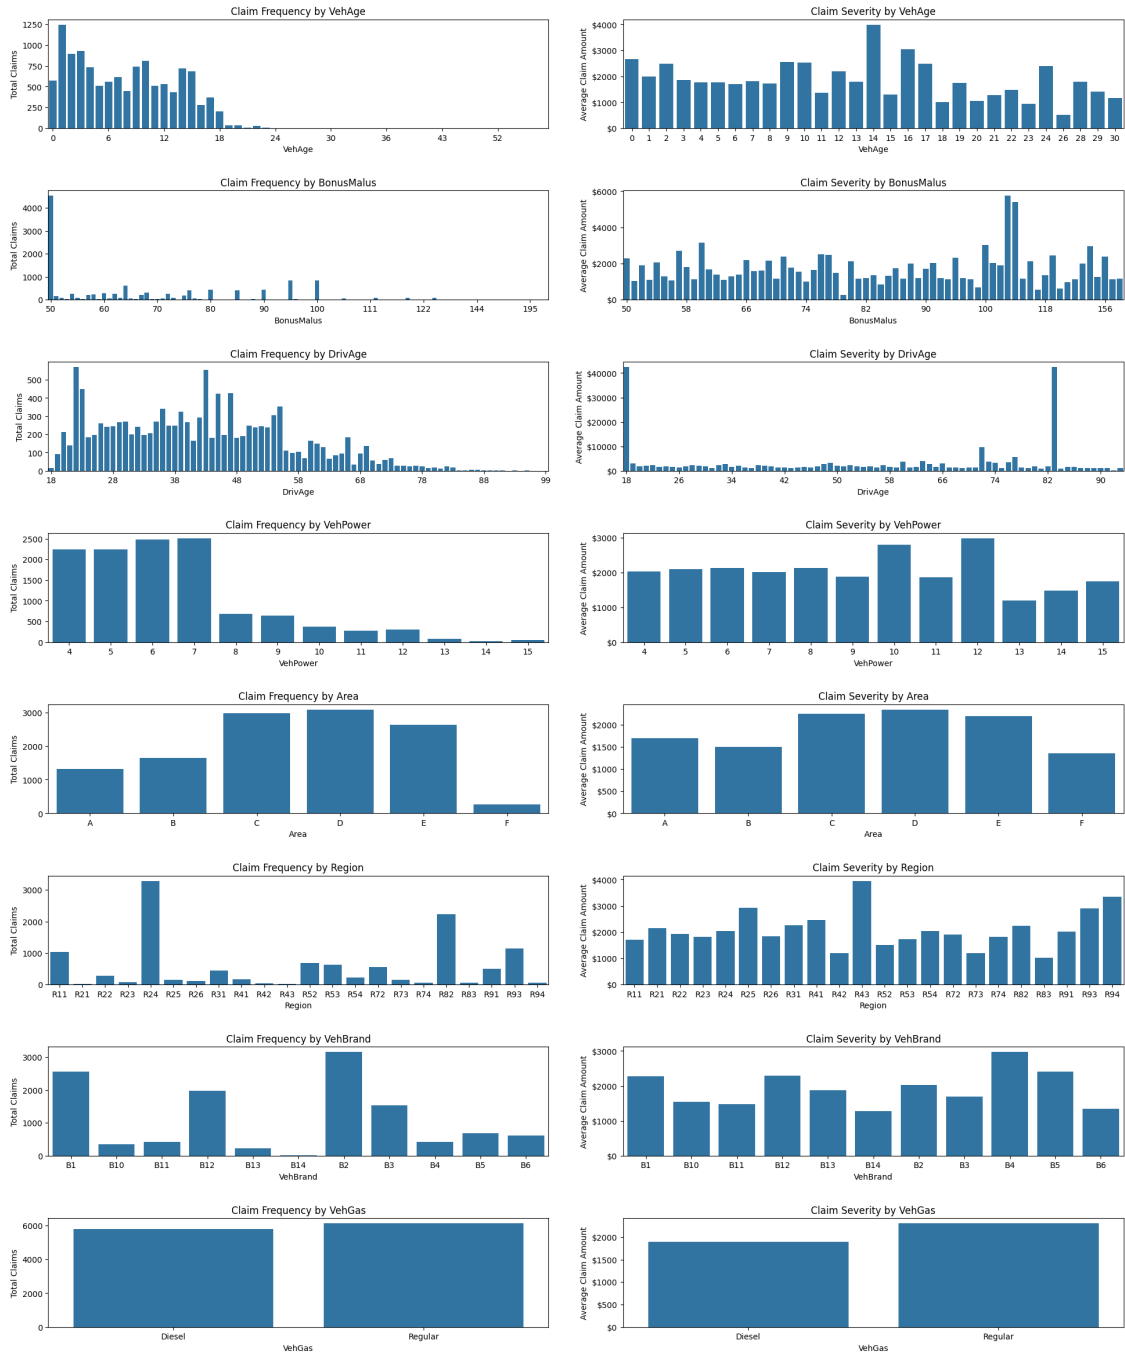 Claim Frequency by VehAge
Total Claims
1250
1000
750
500
250
0
0 6 12 18 24 30 36 43 52
VehAge
Claim Severity by VehAge
Average Claim Amount
$4000
$3000
$2000
$1000
$0
0 1 2 3 4 5 6 7 8 9 10 11 12 13 14 15 16 17 18 19 20 21 22 23 24 26 28 29 30
VehAge
Claim Frequency by BonusMalus
Total Claims
4000
3000
2000
1000
0
50 60 70 80 90 100 111 122 144 195
BonusMalus
Claim Severity by BonusMalus
Average Claim Amount
$6000
$4000
$2000
$0
50 58 66 74 82 90 100 118 156
BonusMalus
Claim Frequency by DrivAge
Total Claims
500
400
300
200
100
0
18 28 38 48 58 68 78 88 99
DrivAge
Claim Severity by DrivAge
Average Claim Amount
$40000
$30000
$20000
$10000
$0
18 26 34 42 50 58 66 74 82 90
DrivAge
Claim Frequency by VehPower
Total Claims
2500
2000
1500
1000
500
0
4 5 6 7 8 9 10 11 12 13 14 15
VehPower
Claim Severity by VehPower
Average Claim Amount
$3000
$2000
$1000
$0
4 5 6 7 8 9 10 11 12 13 14 15
VehPower
Claim Frequency by Area
Total Claims
3000
2000
1000
0
A B C D E F
Area
Claim Severity by Area
Average Claim Amount
$2000
$1500
$1000
$500
$0
A B C D E F
Area
Claim Frequency by Region
Total Claims
3000
2000
1000
0
R11 R21 R22 R23 R24 R25 R26 R31 R41 R42 R43 R52 R53 R54 R72 R73 R74 R82 R83 R91 R93 R94
Region
Claim Severity by Region
Average Claim Amount
$4000
$3000
$2000
$1000
$0
R11 R21 R22 R23 R24 R25 R26 R31 R41 R42 R43 R52 R53 R54 R72 R73 R74 R82 R83 R91 R93 R94
Region
Claim Frequency by VehBrand
Total Claims
3000
2000
1000
0
B1 B10 B11 B12 B13 B14 B2 B3 B4 B5 B6
VehBrand
Claim Severity by VehBrand
Average Claim Amount
$3000
$2000
$1000
$0
B1 B10 B11 B12 B13 B14 B2 B3 B4 B5 B6
VehBrand
Claim Frequency by VehGas
Total Claims
6000
4000
2000
0
Diesel Regular
VehGas
Claim Severity by VehGas
Average Claim Amount
$2000
$1500
$1000
$500
$0
Diesel Regular
VehGas